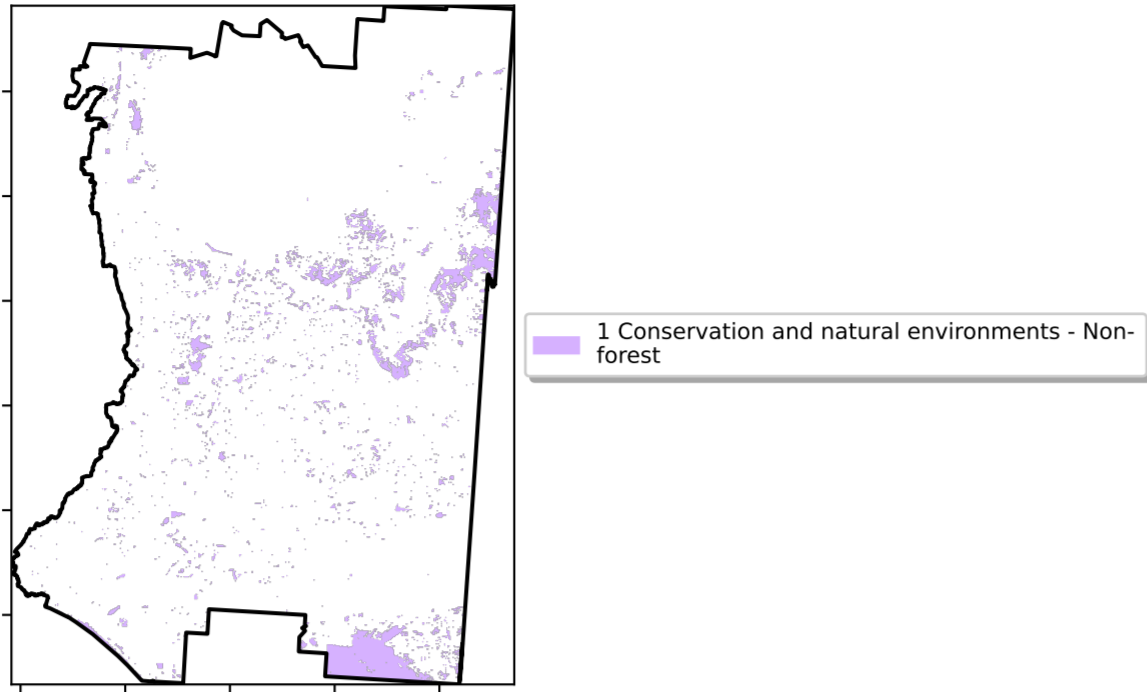 1 Conservation and natural environments - Non-
forest